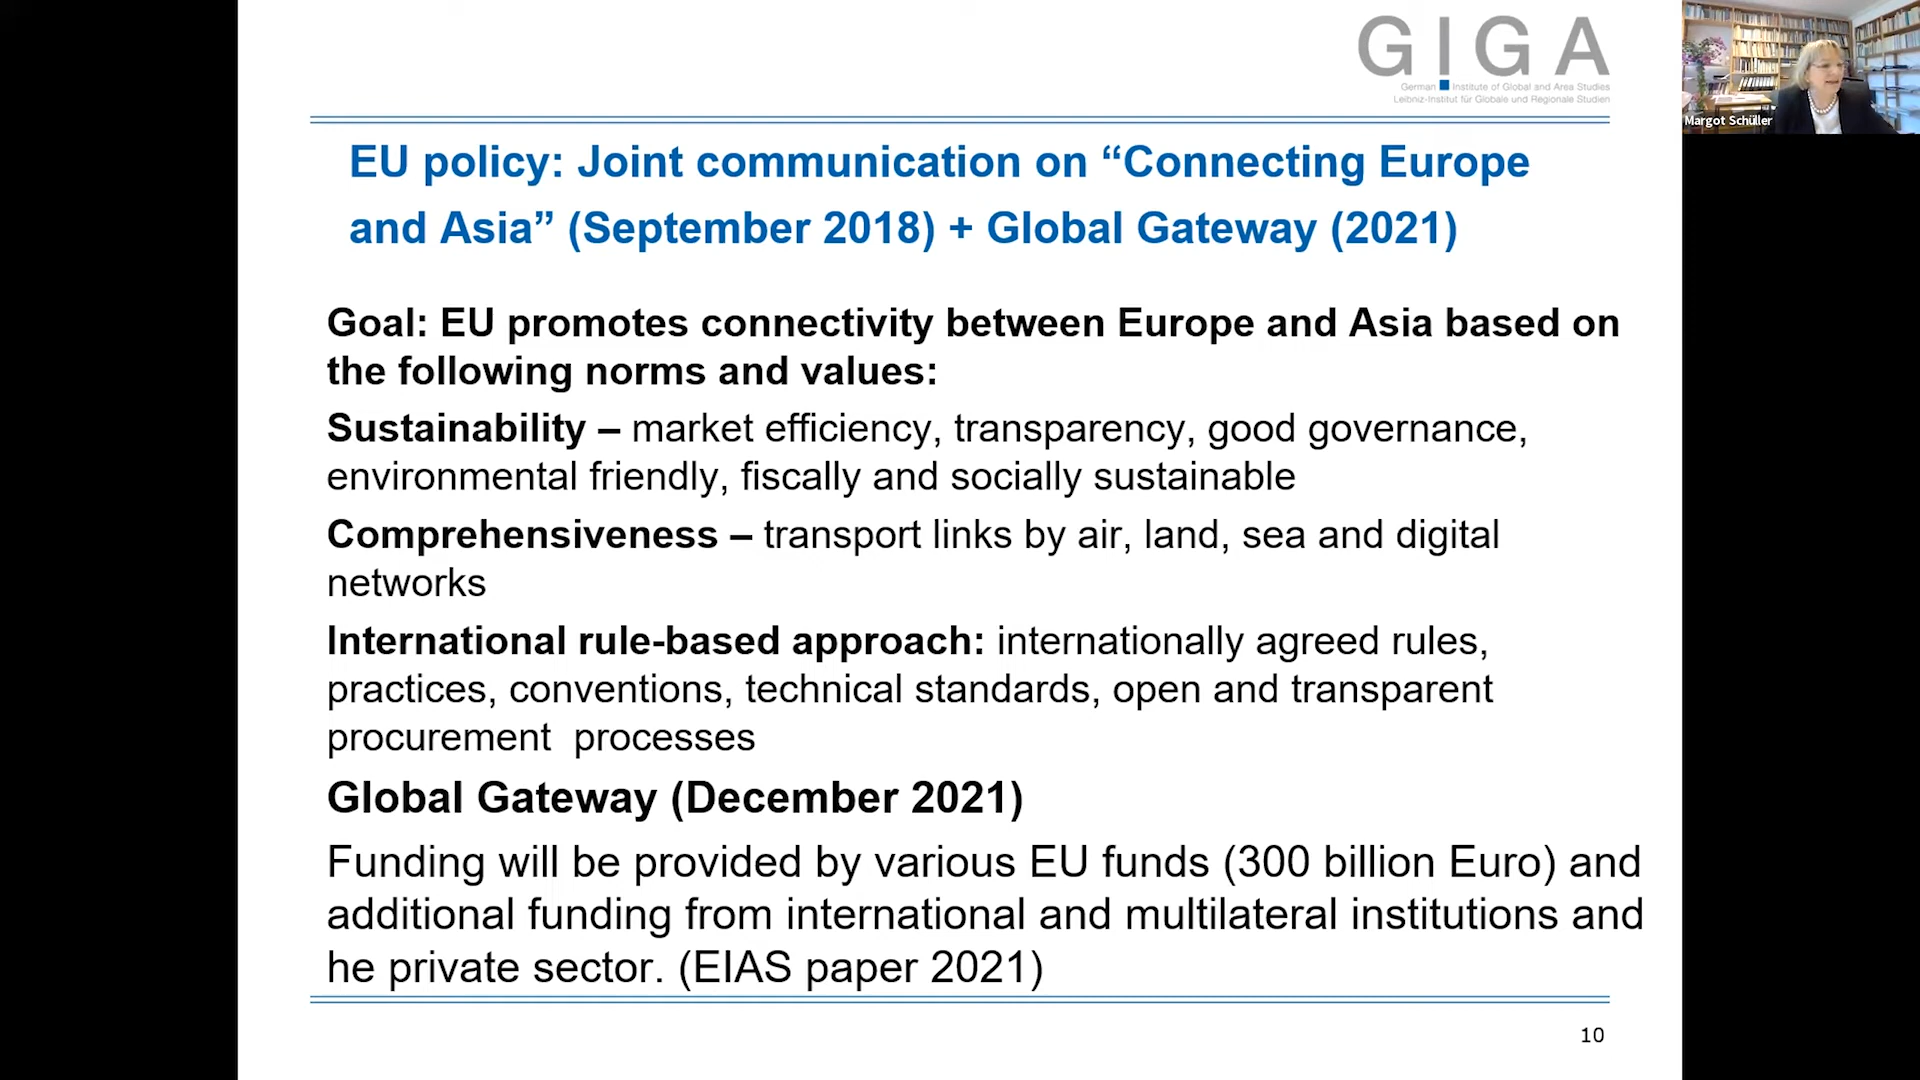 GIGA
German Institute of Global and Area Studies
Leibniz-Institut für Globale und Regionale Studien
Margot Schüller
EU policy: Joint communication on “Connecting Europe
and Asia” (September 2018) + Global Gateway (2021)
Goal: EU promotes connectivity between Europe and Asia based on
the following norms and values:
Sustainability – market efficiency, transparency, good governance,
environmental friendly, fiscally and socially sustainable
Comprehensiveness – transport links by air, land, sea and digital
networks
International rule-based approach: internationally agreed rules,
practices, conventions, technical standards, open and transparent
procurement  processes
Global Gateway (December 2021)
Funding will be provided by various EU funds (300 billion Euro) and
additional funding from international and multilateral institutions and
he private sector. (EIAS paper 2021)
10